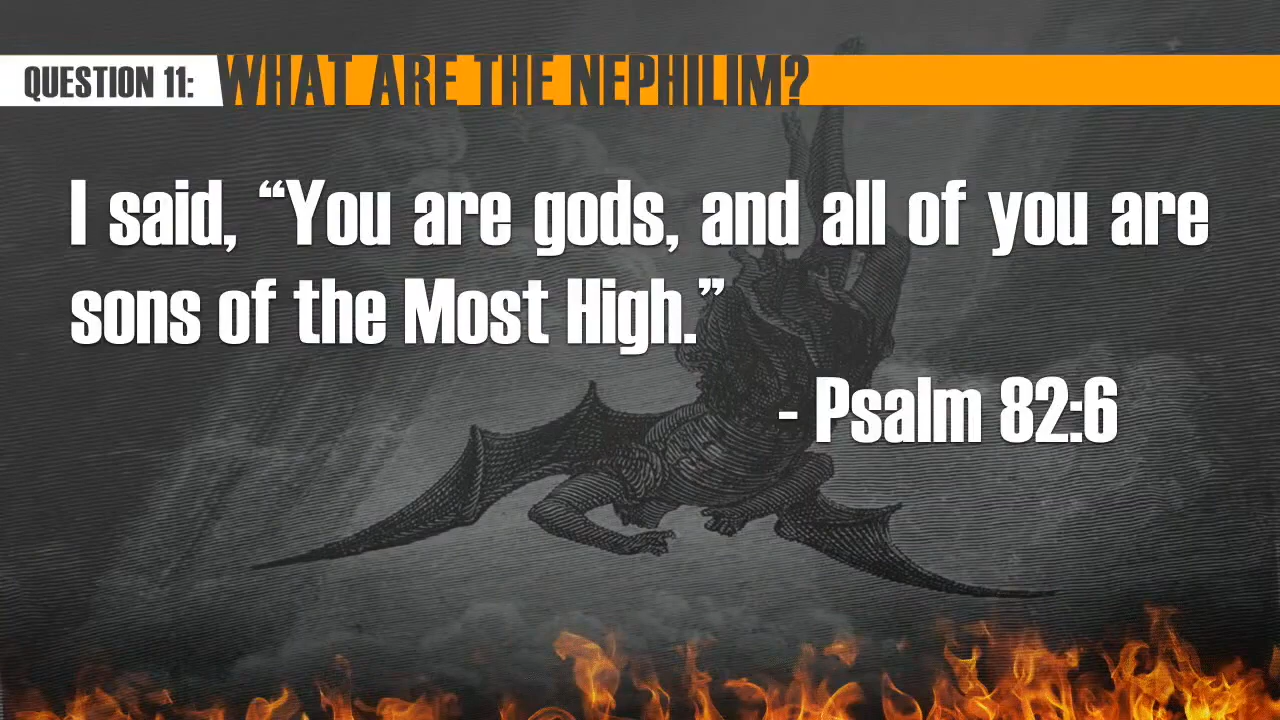 QUESTION 11: WHAT ARE THE NEPHILIM?
I said, “You are gods, and all of you are
sons of the Most High.”
- Psalm 82:6